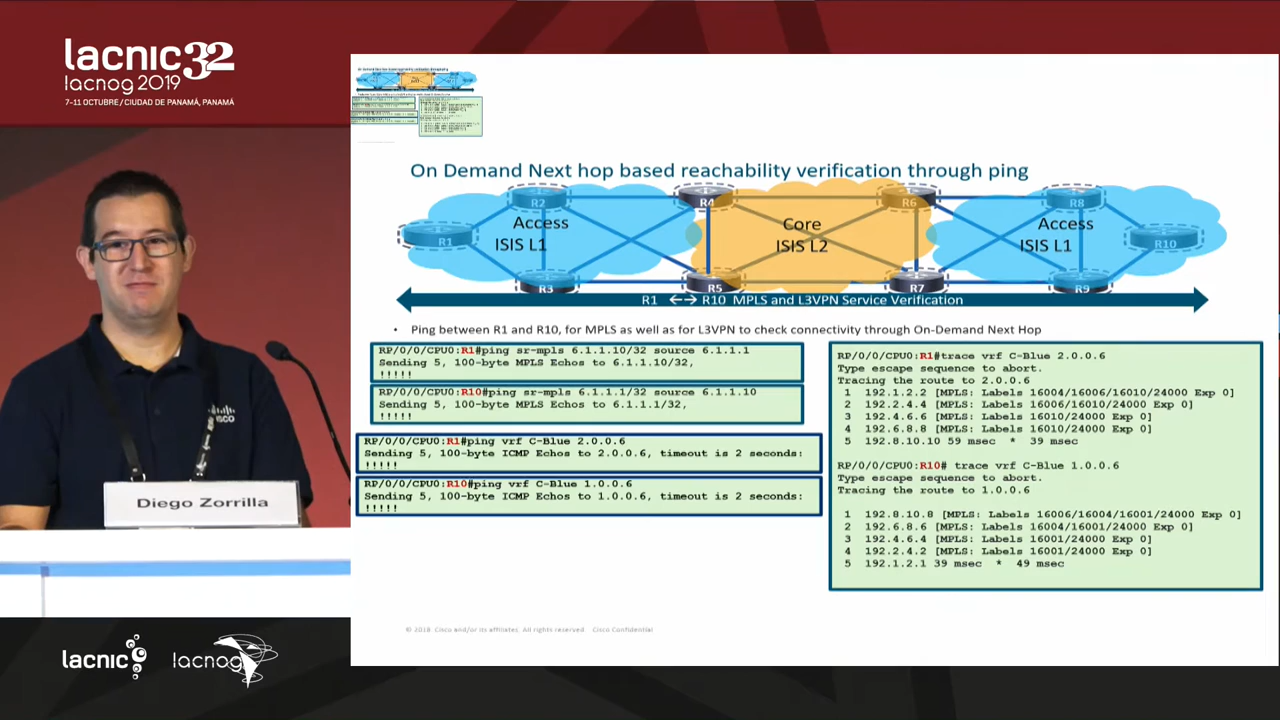 lacnic32
lacnog 2019
7-11 OCTUBRE / CIUDAD DE PANAMÁ, PANAMÁ
On Demand Next hop based reachability verification through ping
R2
R4
R6
R8
Access
Core
Access
R1
ISIS L1
ISIS L2
ISIS L1
R10
R3
R5
R7
R9
R1 <-> R10 MPLS and L3VPN Service Verification
• Ping between R1 and R10, for MPLS as well as for L3VPN to check connectivity through On-Demand Next Hop
RP/0/0/CPU0:R1#ping sr-mpls 6.1.1.10/32 source 6.1.1.1
Sending 5, 100-byte MPLS Echos to 6.1.1.10/32,
!!!!!
RP/0/0/CPU0:R10#ping sr-mpls 6.1.1.1/32 source 6.1.1.10
Sending 5, 100-byte MPLS Echos to 6.1.1.1/32,
!!!!!
RP/0/0/CPU0:R1#ping vrf C-Blue 2.0.0.6
Sending 5, 100-byte ICMP Echos to 2.0.0.6, timeout is 2 seconds:
!!!!!
RP/0/0/CPU0:R10#ping vrf C-Blue 1.0.0.6
Sending 5, 100-byte ICMP Echos to 1.0.0.6, timeout is 2 seconds:
!!!!!
RP/0/0/CPU0:R1#trace vrf C-Blue 2.0.0.6
Type escape sequence to abort.
Tracing the route to 2.0.0.6
1 192.1.2.2 [MPLS: Labels 16004/16006/16010/24000 Exp 0]
2 192.2.4.4 [MPLS: Labels 16006/16010/24000 Exp 0]
3 192.4.6.6 [MPLS: Labels 16010/24000 Exp 0]
4 192.6.8.8 [MPLS: Labels 16010/24000 Exp 0]
5 192.8.10.10 59 msec * 39 msec
RP/0/0/CPU0:R10# trace vrf C-Blue 1.0.0.6
Type escape sequence to abort.
Tracing the route to 1.0.0.6
1 192.8.10.8 [MPLS: Labels 16006/16004/16001/24000 Exp 0]
2 192.6.8.6 [MPLS: Labels 16004/16001/24000 Exp 0]
3 192.4.6.4 [MPLS: Labels 16001/24000 Exp 0]
4 192.2.4.2 [MPLS: Labels 16001/24000 Exp 0]
5 192.1.2.1 39 msec * 49 msec
© 2018 Cisco and/or its affiliates. All rights reserved. Cisco Confidential
CISCO
Diego Zorrilla
lacnic
lacnog